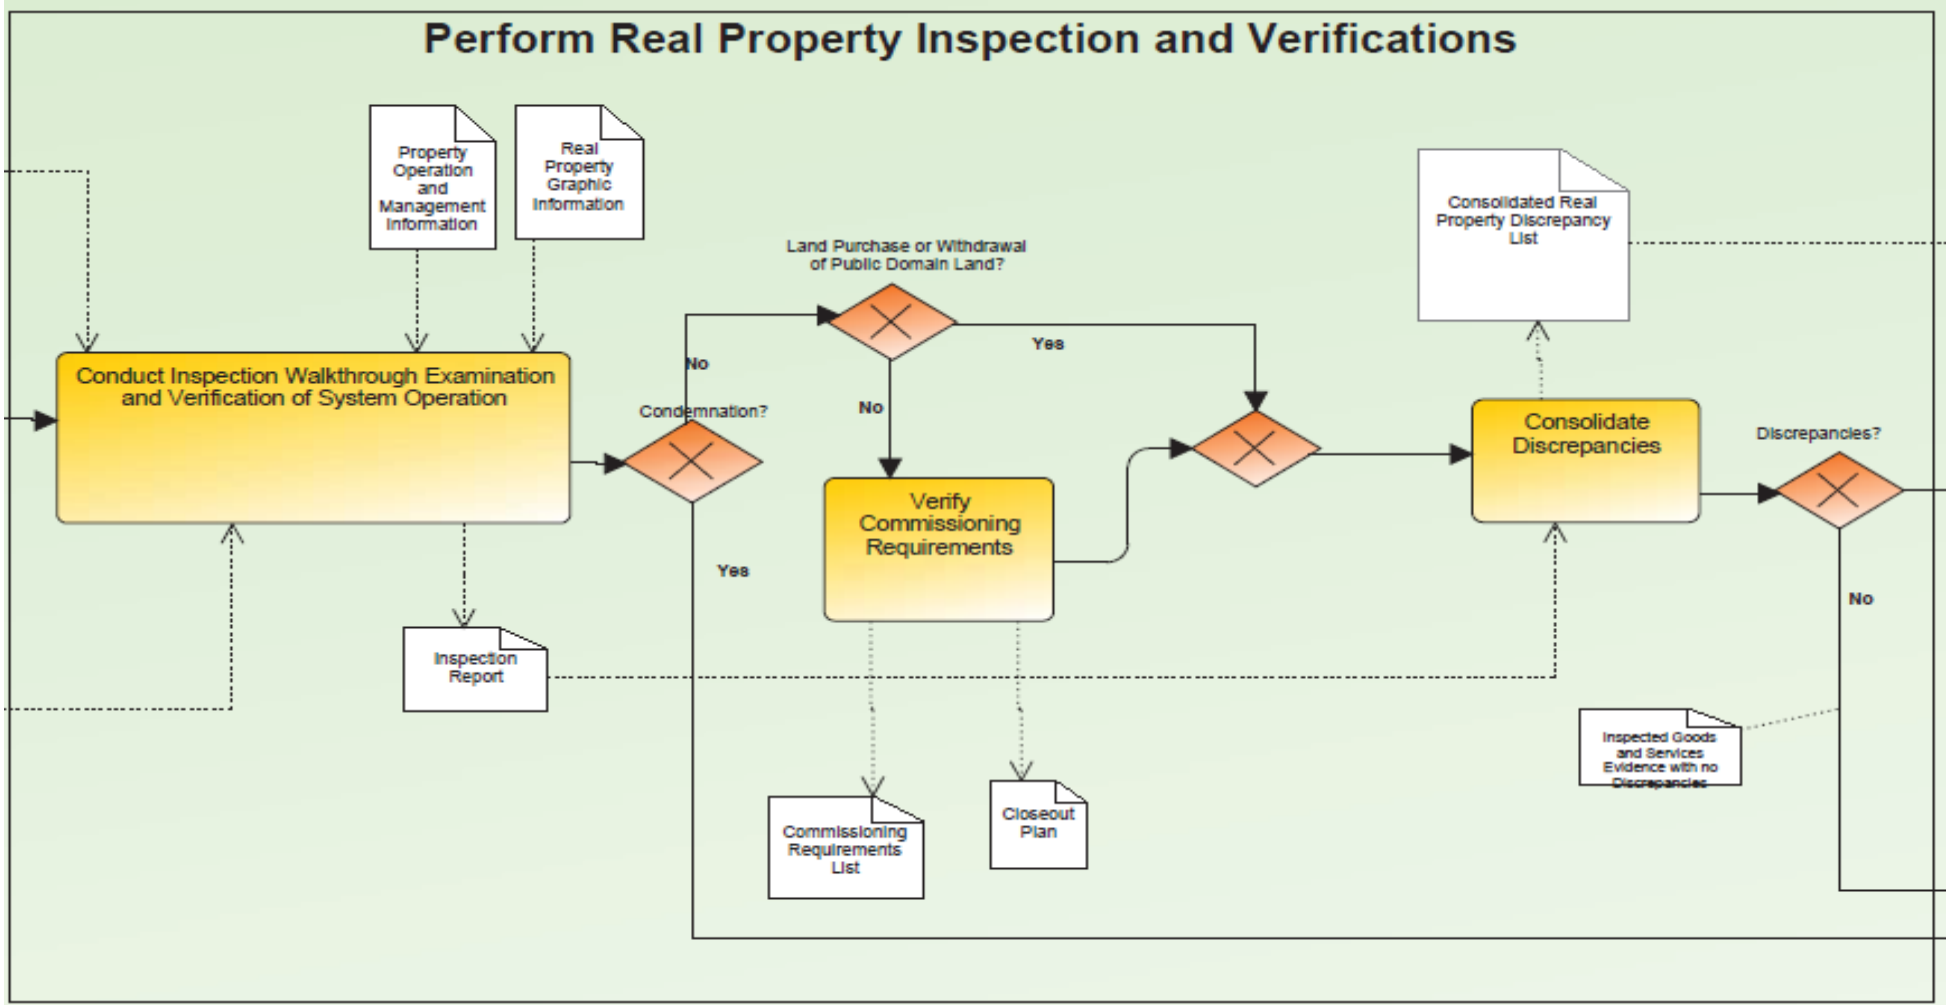 Perform Real Property Inspection and Verifications
Property
Operation
and
Management
Information
Real
Property
Graphic
Information
Consolidated Real
Property Discrepancy
List
Land Purchase or Withdrawal
of Public Domain Land?
Yes
No
Conduct Inspection Walkthrough Examination
and Verification of System Operation
Condemnation?
No
Consolidate
Discrepancies
Discrepancies?
Verify
Commissioning
Requirements
Yes
No
Inspection
Report
Inspected Goods
and Services
Evidence with no
Discrepancies
Commissioning
Requirements
List
Closeout
Plan